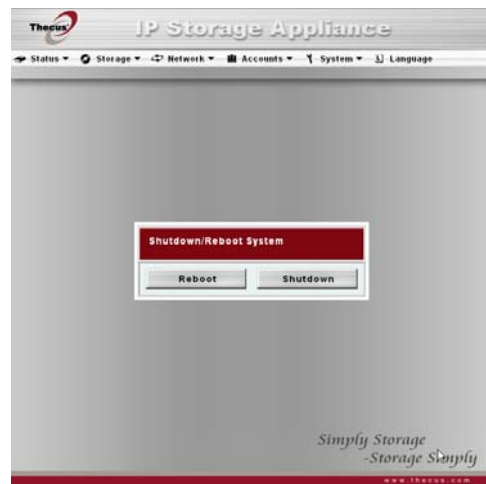 Thecus
IP Storage Appliance
Status Storage Network Accounts System Language
Shutdown/Reboot System
Reboot Shutdown
Simply Storage
-Storage Simply
www.thecus.com